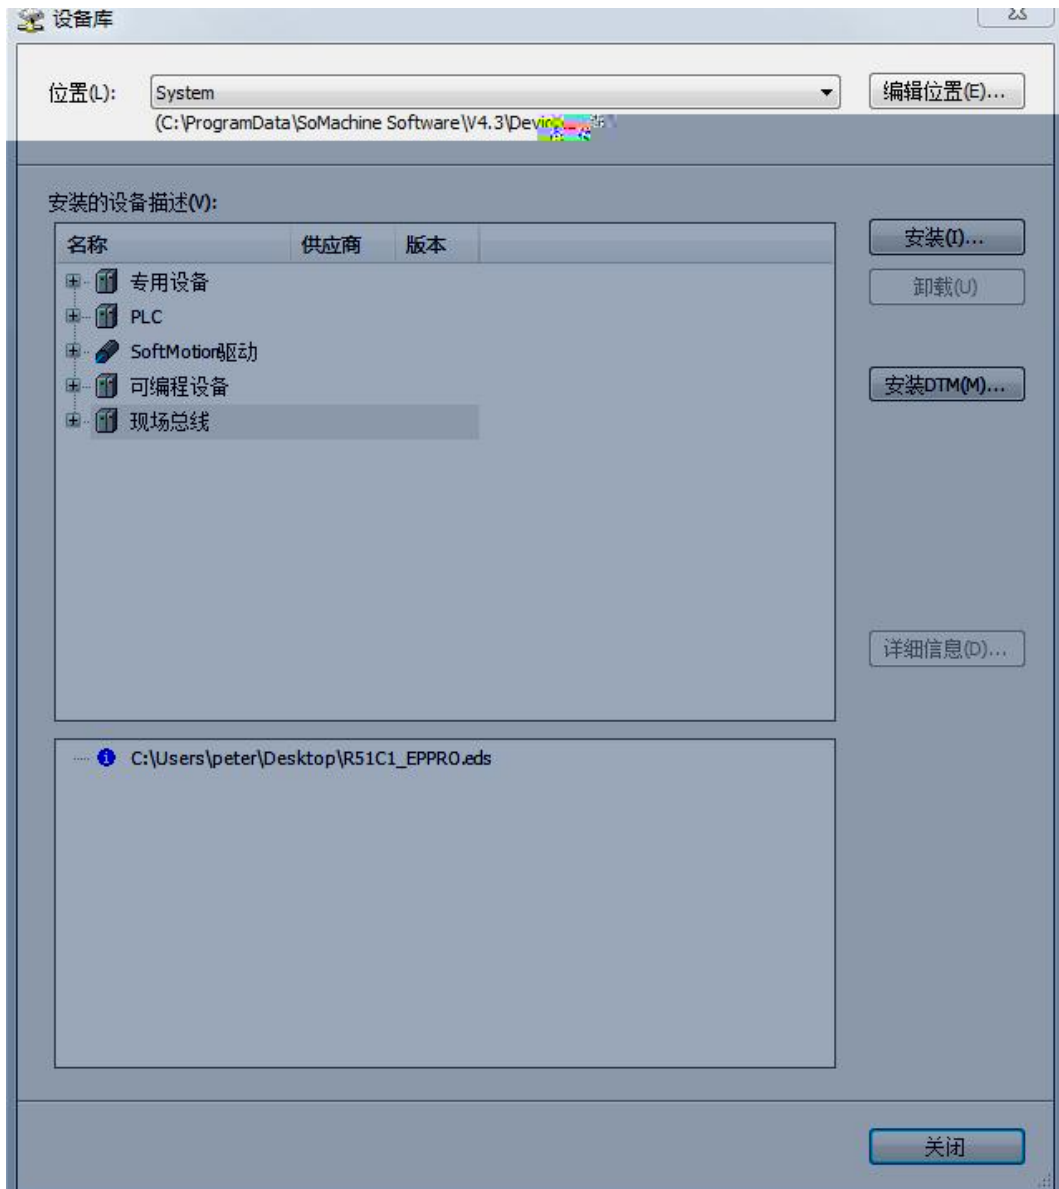 设备库
位置(L):
System
编辑位置(E)...
(C:\ProgramData\SoMachine Software\V4.3\Devic
安装的设备描述(V):
名称 供应商 版本
安装(I)...
专用设备
卸载(U)
PLC
SoftMotion驱动
可编程设备
安装DTM(M)...
现场总线
详细信息(D)...
C:\Users\peter\Desktop\R51C1_EPPRO.eds
关闭